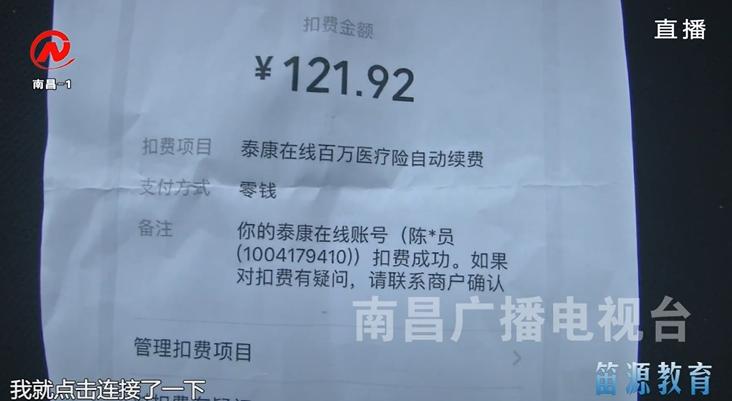 扣费金额
直播
南昌-1
¥121.92
扣费项目 泰康在线百万医疗险自动续费
支付方式 零钱
备注 你的泰康在线账号（陈*员
(1004179410)）扣费成功。如果
对扣费有疑问，请联系商户确认
南昌广播电视台
管理扣费项目
笛源教育
我就点击连接了一下